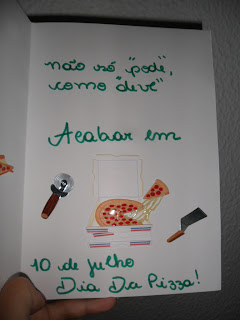 não só "pode",
como "deve"
Acabar em
10 de julho
Dia Da Pizza!